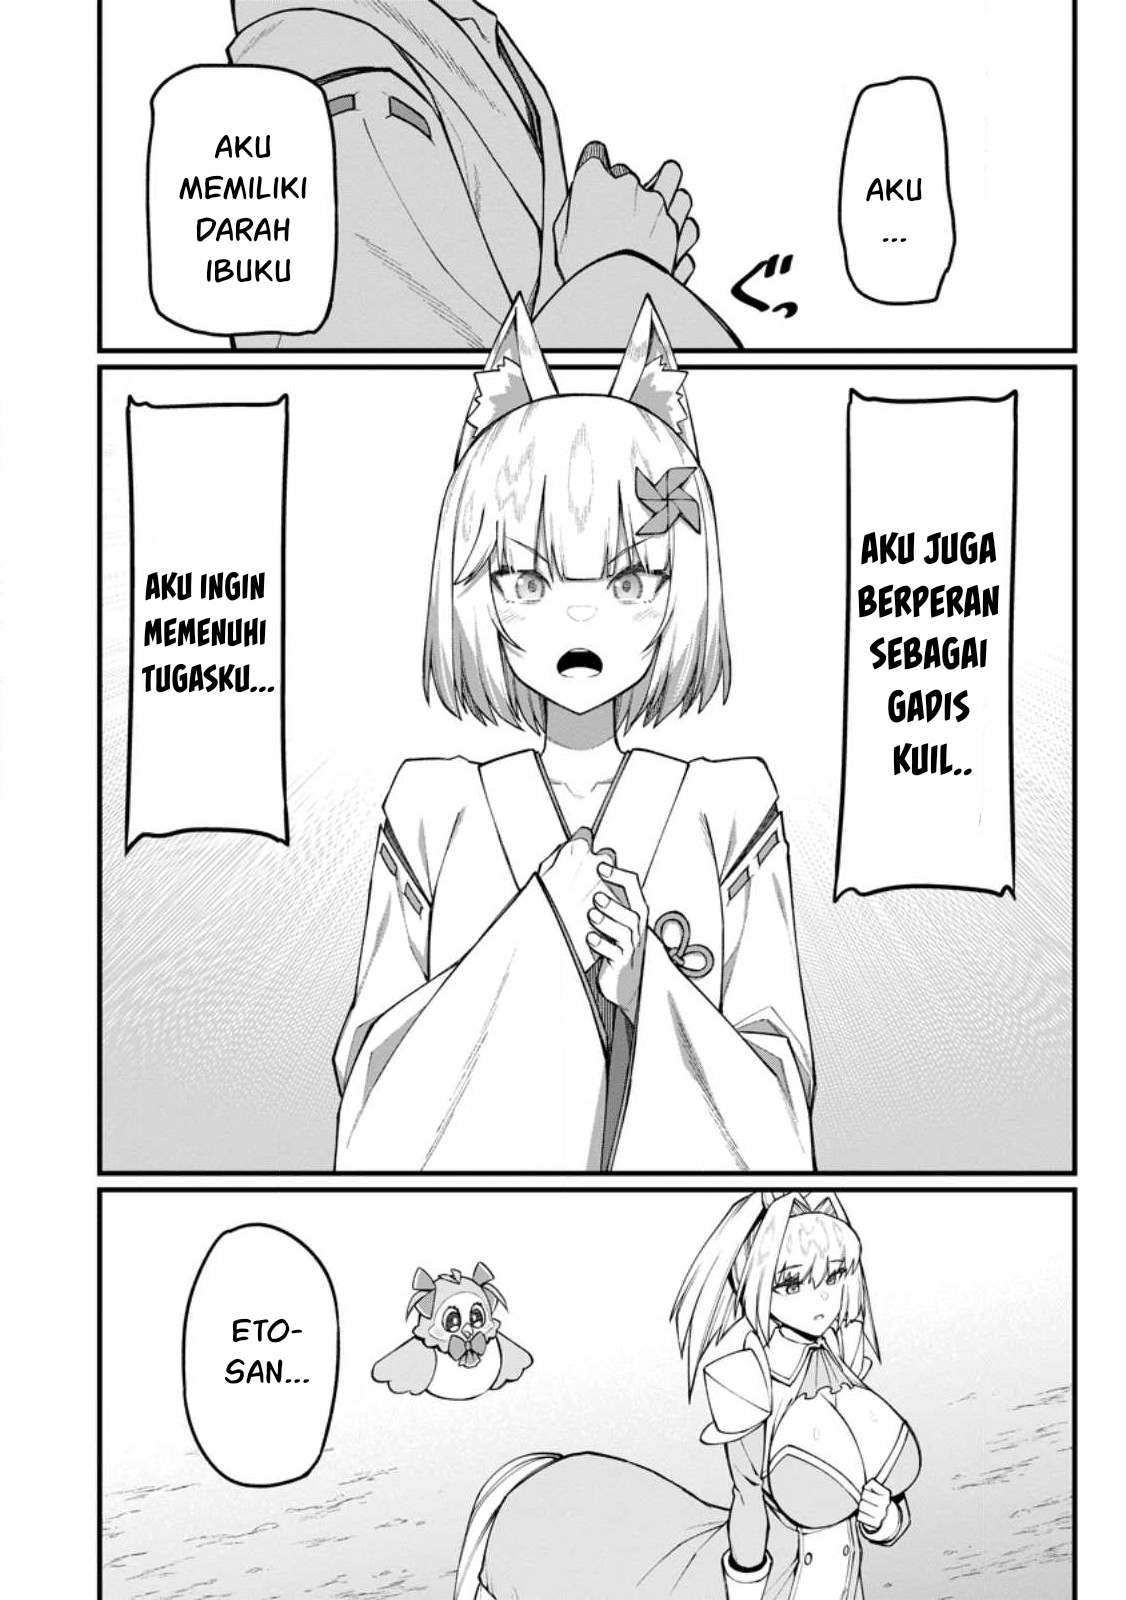 AKU
...
AKU
MEMILIKI
DARAH
IBUKU
ぐっ
AKU JUGA
BERPERAN
SEBAGAI
GADIS
KUIL..
AKU INGIN
MEMENUHI
TUGASKU...
ETO-
SAN...